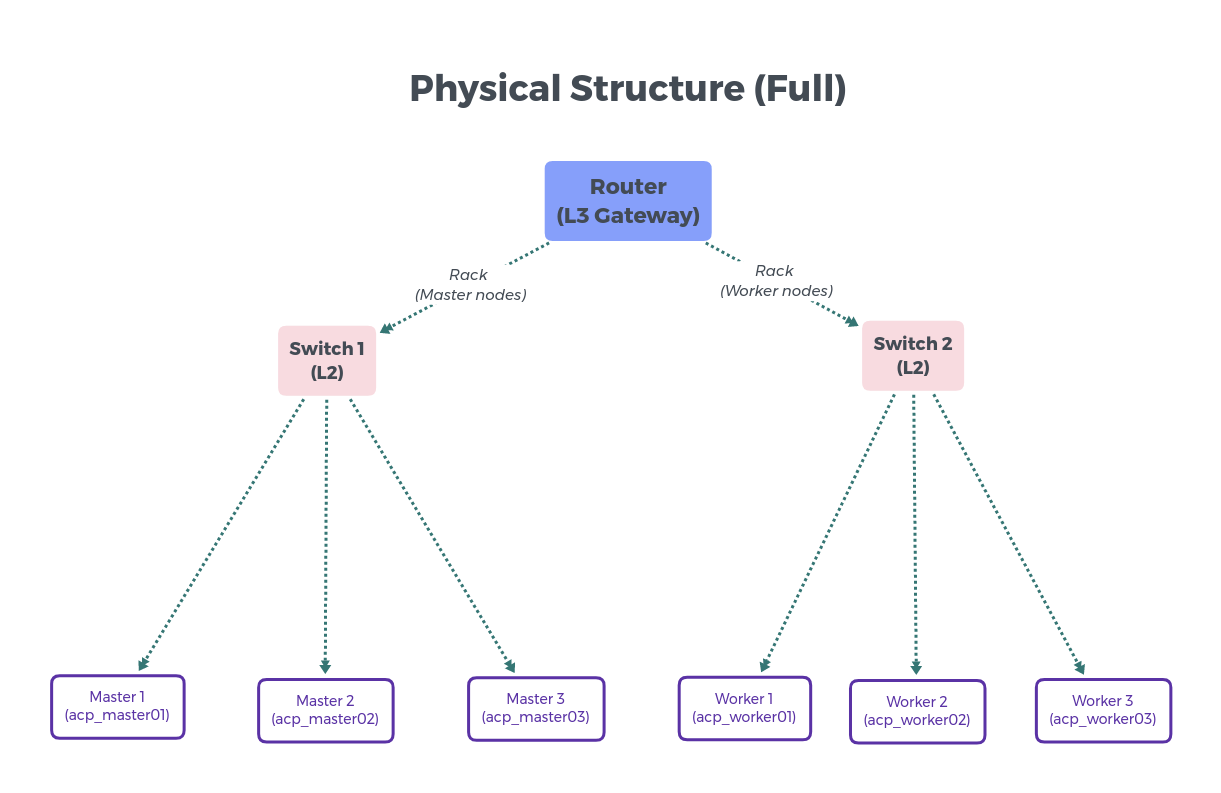 Physical Structure (Full)
Router
(L3 Gateway)
Rack
(Master nodes)
Rack
(Worker nodes)
Switch 1
(L2)
Switch 2
(L2)
Master 1
(acp_master01)
Master 2
(acp_master02)
Master 3
(acp_master03)
Worker 1
(acp_worker01)
Worker 2
(acp_worker02)
Worker 3
(acp_worker03)